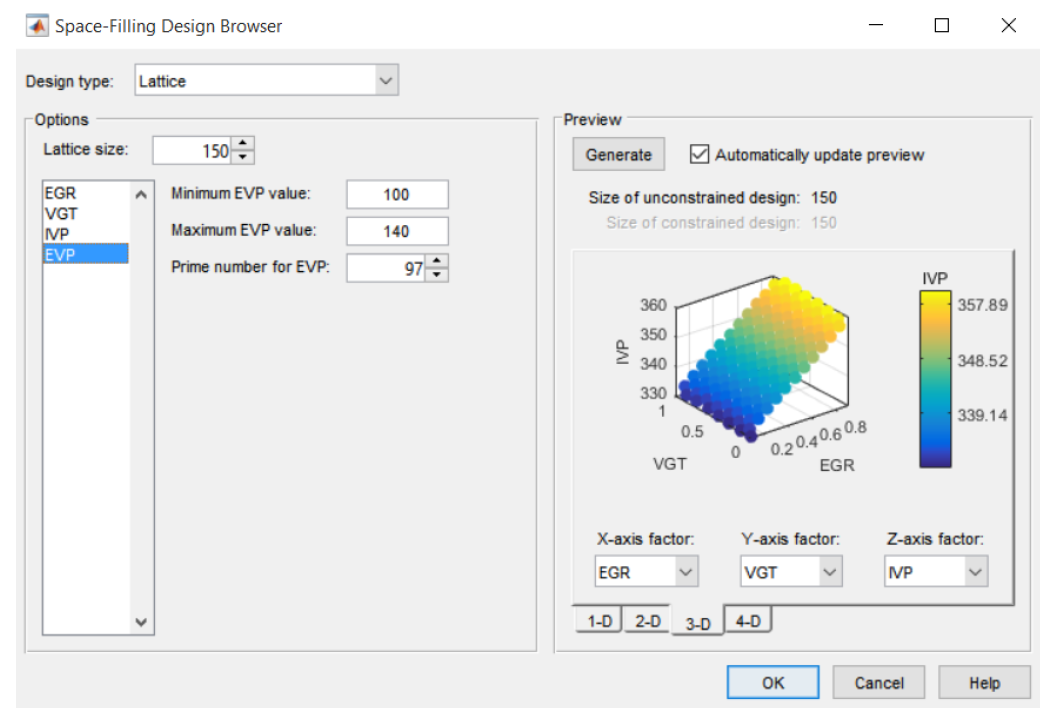 Space-Filling Design Browser
Design type: Lattice
Options
Lattice size: 150
EGR
VGT
IVP
EVP
Minimum EVP value: 100
Maximum EVP value: 140
Prime number for EVP: 97
Preview
Generate
Automatically update preview
Size of unconstrained design: 150
Size of constrained design: 150
360
350
340
330
IVP
1
0.5
0
VGT
0.2
0.4
0.6
0.8
EGR
IVP
357.89
348.52
339.14
X-axis factor: Y-axis factor: Z-axis factor:
EGR VGT IVP
1-D 2-D 3-D 4-D
OK Cancel Help